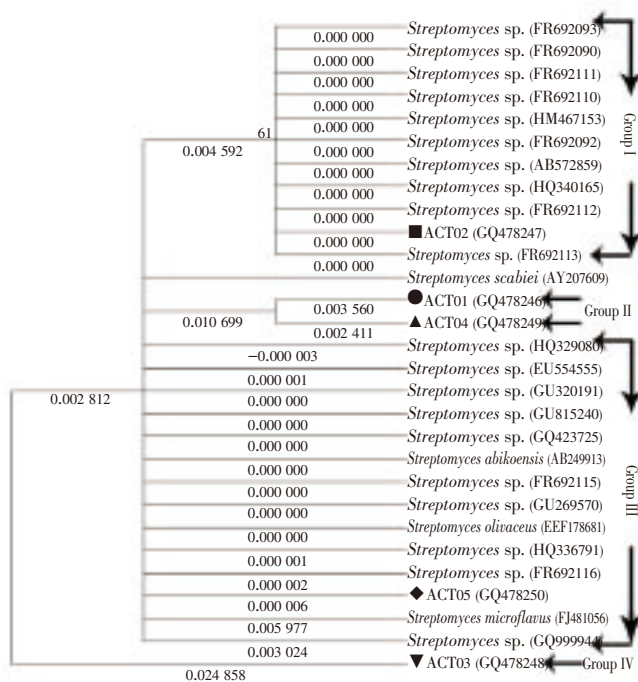 Streptomyces sp. (FR692093)
0.000 000
Streptomyces sp. (FR692090)
0.000 000
Streptomyces sp. (FR692111)
0.000 000
Streptomyces sp. (FR692110)
0.000 000
Streptomyces sp. (HM467153)
0.000 000
61
Streptomyces sp. (FR692092)
0.004 592
0.000 000
Streptomyces sp. (AB572859)
0.000 000
Streptomyces sp. (HQ340165)
0.000 000
Streptomyces sp. (FR692112)
0.000 000
ACT02 (GQ478247)
0.000 000
Streptomyces sp. (FR692113)
0.000 000
Group I
Streptomyces scabiei (AY207609)
ACT01 (GQ478246)
0.003 560
Group II
0.010 699
ACT04 (GQ478249)
0.002 411
Streptomyces sp. (HQ329080)
−0.000 003
Streptomyces sp. (EU554555)
0.000 001
Streptomyces sp. (GU320191)
0.002 812
0.000 000
Streptomyces sp. (GU815240)
0.000 000
Streptomyces sp. (GQ423725)
0.000 000
Streptomyces abikoensis (AB249913)
0.000 000
Streptomyces sp. (FR692115)
0.000 000
Streptomyces sp. (GU269570)
0.000 000
Streptomyces olivaceus (EEF178681)
0.000 000
Streptomyces sp. (HQ336791)
0.000 001
Streptomyces sp. (FR692116)
0.000 002
ACT05 (GQ478250)
0.000 006
Streptomyces microflavus (FJ481056)
0.005 977
Streptomyces sp. (GQ999944)
0.003 024
Group III
ACT03 (GQ478248)
Group IV
0.024 858